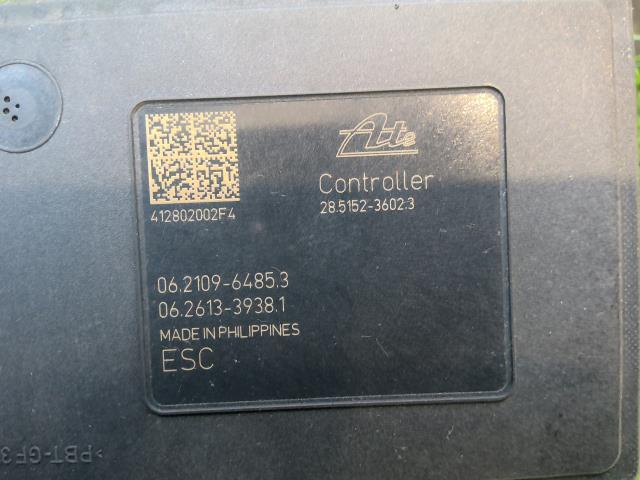 Ate
Controller
28.5152-3602.3
412802002F4
06.2109-6485.3
06.2613-3938.1
MADE IN PHILIPPINES
ESC
>PBT-GF3